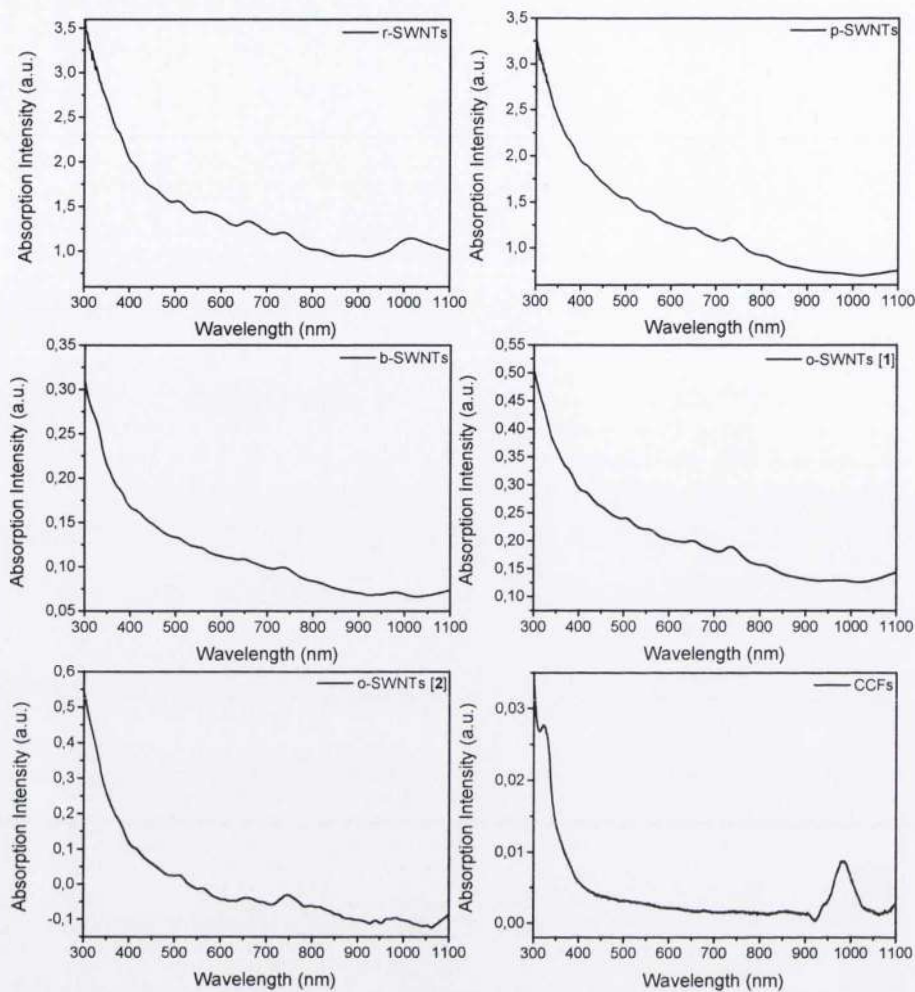 3,5
3,0
2,5
2,0
1,5
1,0
Absorption Intensity (a.u.)
r-SWNTs
300 400 500 600 700 800 900 1000 1100
Wavelength (nm)
3,5
3,0
2,5
2,0
1,5
1,0
Absorption Intensity (a.u.)
p-SWNTs
300 400 500 600 700 800 900 1000 1100
Wavelength (nm)
0,35
0,30
0,25
0,20
0,15
0,10
0,05
Absorption Intensity (a.u.)
b-SWNTs
300 400 500 600 700 800 900 1000 1100
Wavelength (nm)
0,55
0,50
0,45
0,40
0,35
0,30
0,25
0,20
0,15
0,10
Absorption Intensity (a.u.)
o-SWNTs [1]
300 400 500 600 700 800 900 1000 1100
Wavelength (nm)
0,6
0,5
0,4
0,3
0,2
0,1
0,0
-0,1
Absorption Intensity (a.u.)
o-SWNTs [2]
300 400 500 600 700 800 900 1000 1100
Wavelength (nm)
0,03
0,02
0,01
0,00
Absorption Intensity (a.u.)
CCFs
300 400 500 600 700 800 900 1000 1100
Wavelength (nm)